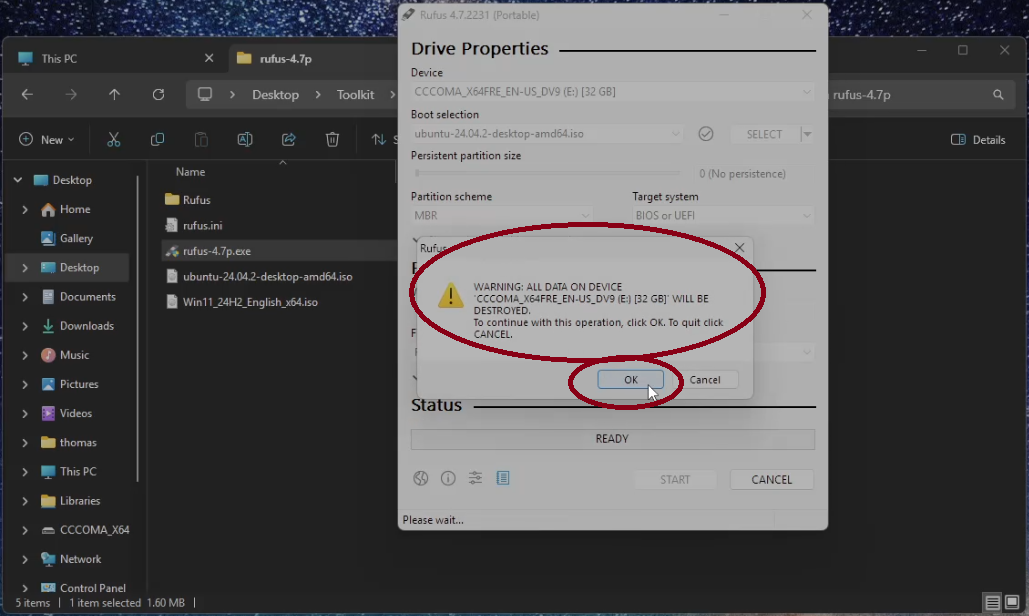 Rufus 4.7.2231 (Portable)
This PC
rufus-4.7p
Drive Properties
Device
CCCOMA_X64FRE_EN-US_DV9 (E:) [32 GB]
Desktop
Toolkit
rufus-4.7p
Boot selection
ubuntu-24.04.2-desktop-amd64.iso
SELECT
New
S
Details
Persistent partition size
0 (No persistence)
Name
Partition scheme
Target system
MBR
BIOS or UEFI
Desktop
Home
Gallery
Desktop
Documents
Downloads
Music
Pictures
Videos
thomas
This PC
Libraries
CCCOMA_X64
Network
Control Panel
Rufus
rufus.ini
rufus-4.7p.exe
ubuntu-24.04.2-desktop-amd64.iso
Win11_24H2_English_x64.iso
Rufus
WARNING: ALL DATA ON DEVICE
'CCCOMA_X64FRE_EN-US_DV9 (E:) [32 GB]' WILL BE
DESTROYED.
To continue with this operation, click OK. To quit click
CANCEL.
OK
Cancel
Status
READY
START
CANCEL
Please wait...
5 items
1 item selected 1.60 MB